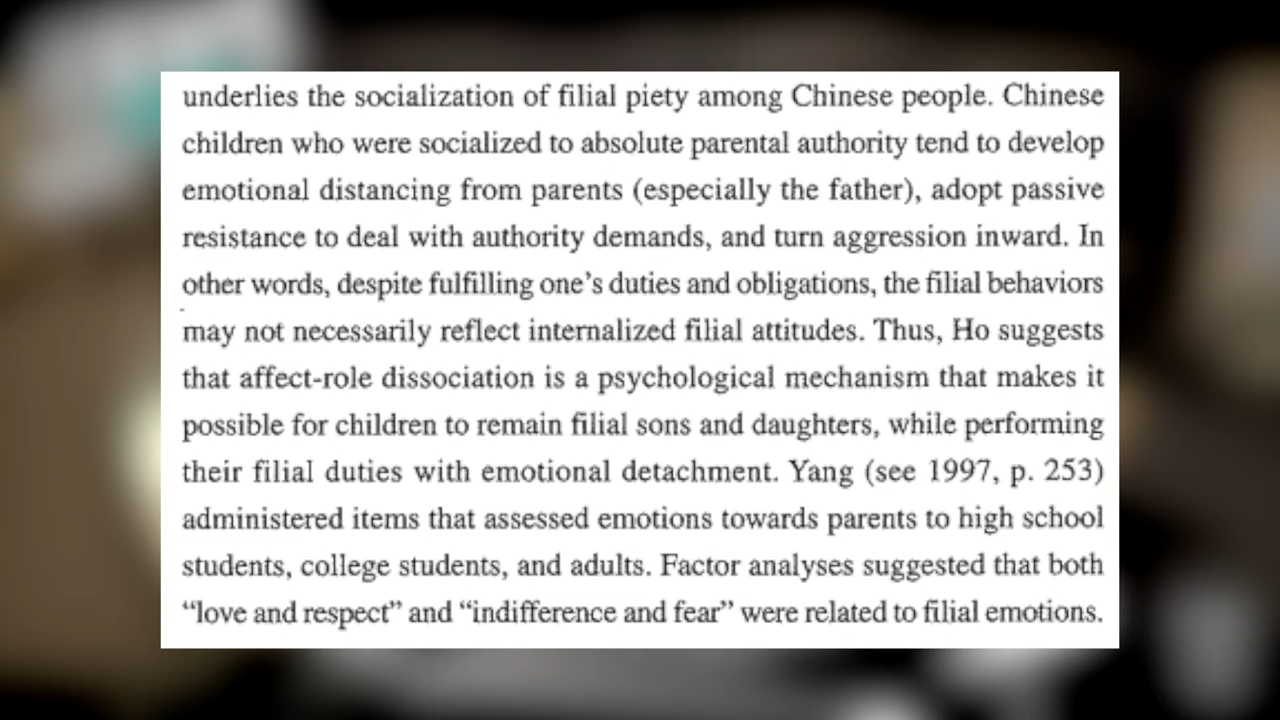 underlies the socialization of filial piety among Chinese people. Chinese
children who were socialized to absolute parental authority tend to develop
emotional distancing from parents (especially the father), adopt passive
resistance to deal with authority demands, and turn aggression inward. In
other words, despite fulfilling one’s duties and obligations, the filial behaviors
may not necessarily reflect internalized filial attitudes. Thus, Ho suggests
that affect-role dissociation is a psychological mechanism that makes it
possible for children to remain filial sons and daughters, while performing
their filial duties with emotional detachment. Yang (see 1997, p. 253)
administered items that assessed emotions towards parents to high school
students, college students, and adults. Factor analyses suggested that both
“love and respect” and “indifference and fear” were related to filial emotions.